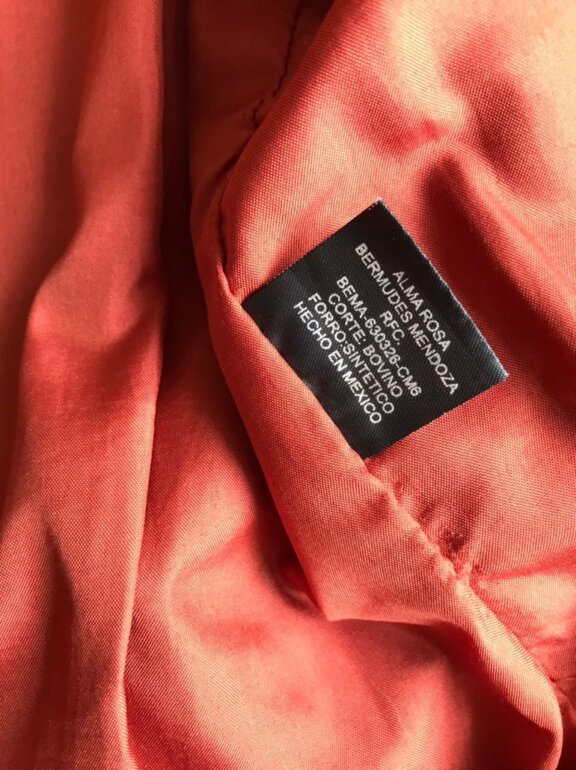 ALMA ROSA
BERMUDES MENDOZA
RFC.
BEMA-630326-CM6
CORTE: BOVINO
FORRO:SINTETICO
HECHO EN MEXICO